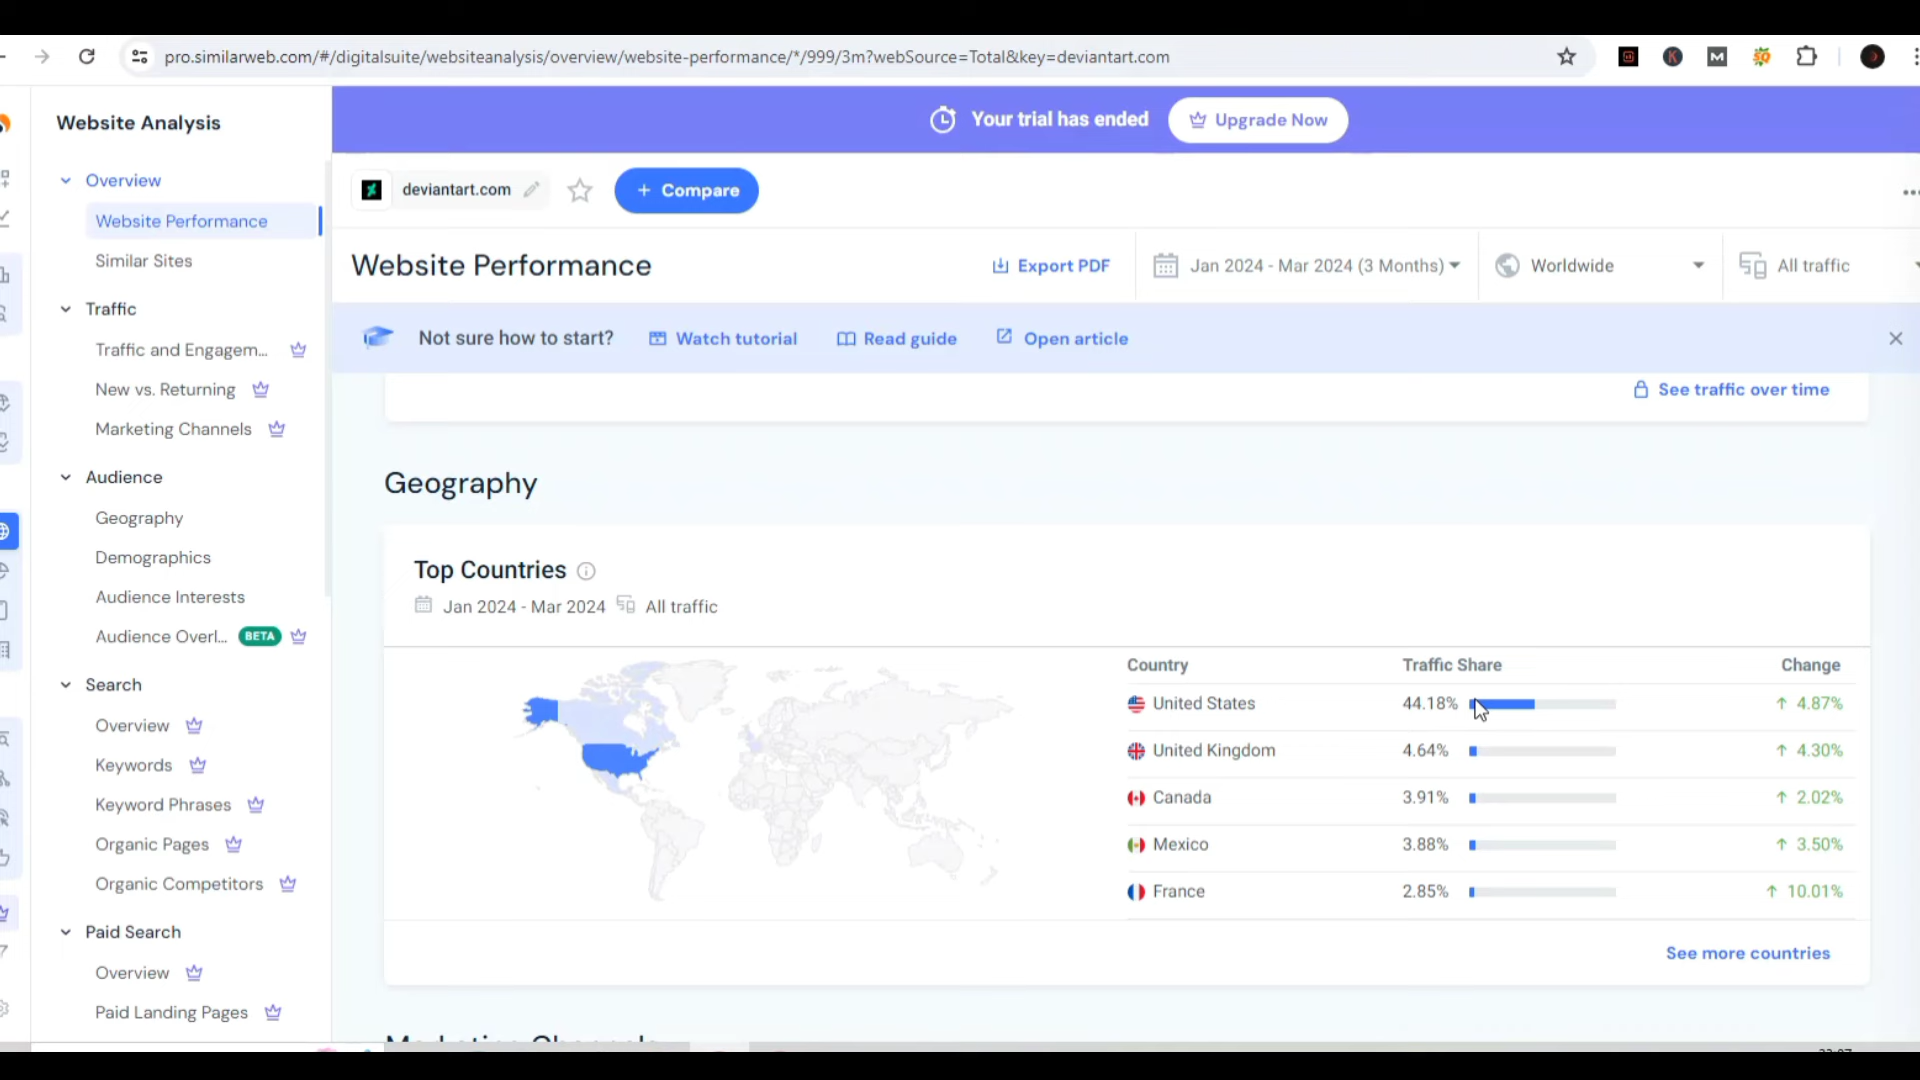 pro.similarweb.com/#/digitalsuite/websiteanalysis/overview/website-performance/*/999/3m?webSource=Total&key=deviantart.com
Website Analysis
Your trial has ended
Upgrade Now
Overview
Website Performance
Similar Sites
Traffic
Traffic and Engagem...
New vs. Returning
Marketing Channels
Audience
Geography
Demographics
Audience Interests
Audience Overl... BETA
Search
Overview
Keywords
Keyword Phrases
Organic Pages
Organic Competitors
Paid Search
Overview
Paid Landing Pages
deviantart.com
+ Compare
Website Performance
Export PDF
Jan 2024 - Mar 2024 (3 Months)
Worldwide
All traffic
Not sure how to start?
Watch tutorial
Read guide
Open article
See traffic over time
Geography
Top Countries
Jan 2024 - Mar 2024 All traffic
Country Traffic Share Change
United States 44.18% ↑ 4.87%
United Kingdom 4.64% ↑ 4.30%
Canada 3.91% ↑ 2.02%
Mexico 3.88% ↑ 3.50%
France 2.85% ↑ 10.01%
See more countries
Marketing Channels